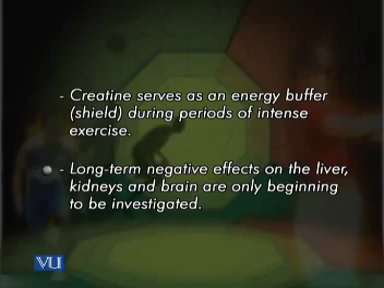 - Creatine serves as an energy buffer
(shield) during periods of intense
exercise.
- Long-term negative effects on the liver,
kidneys and brain are only beginning
to be investigated.
VU